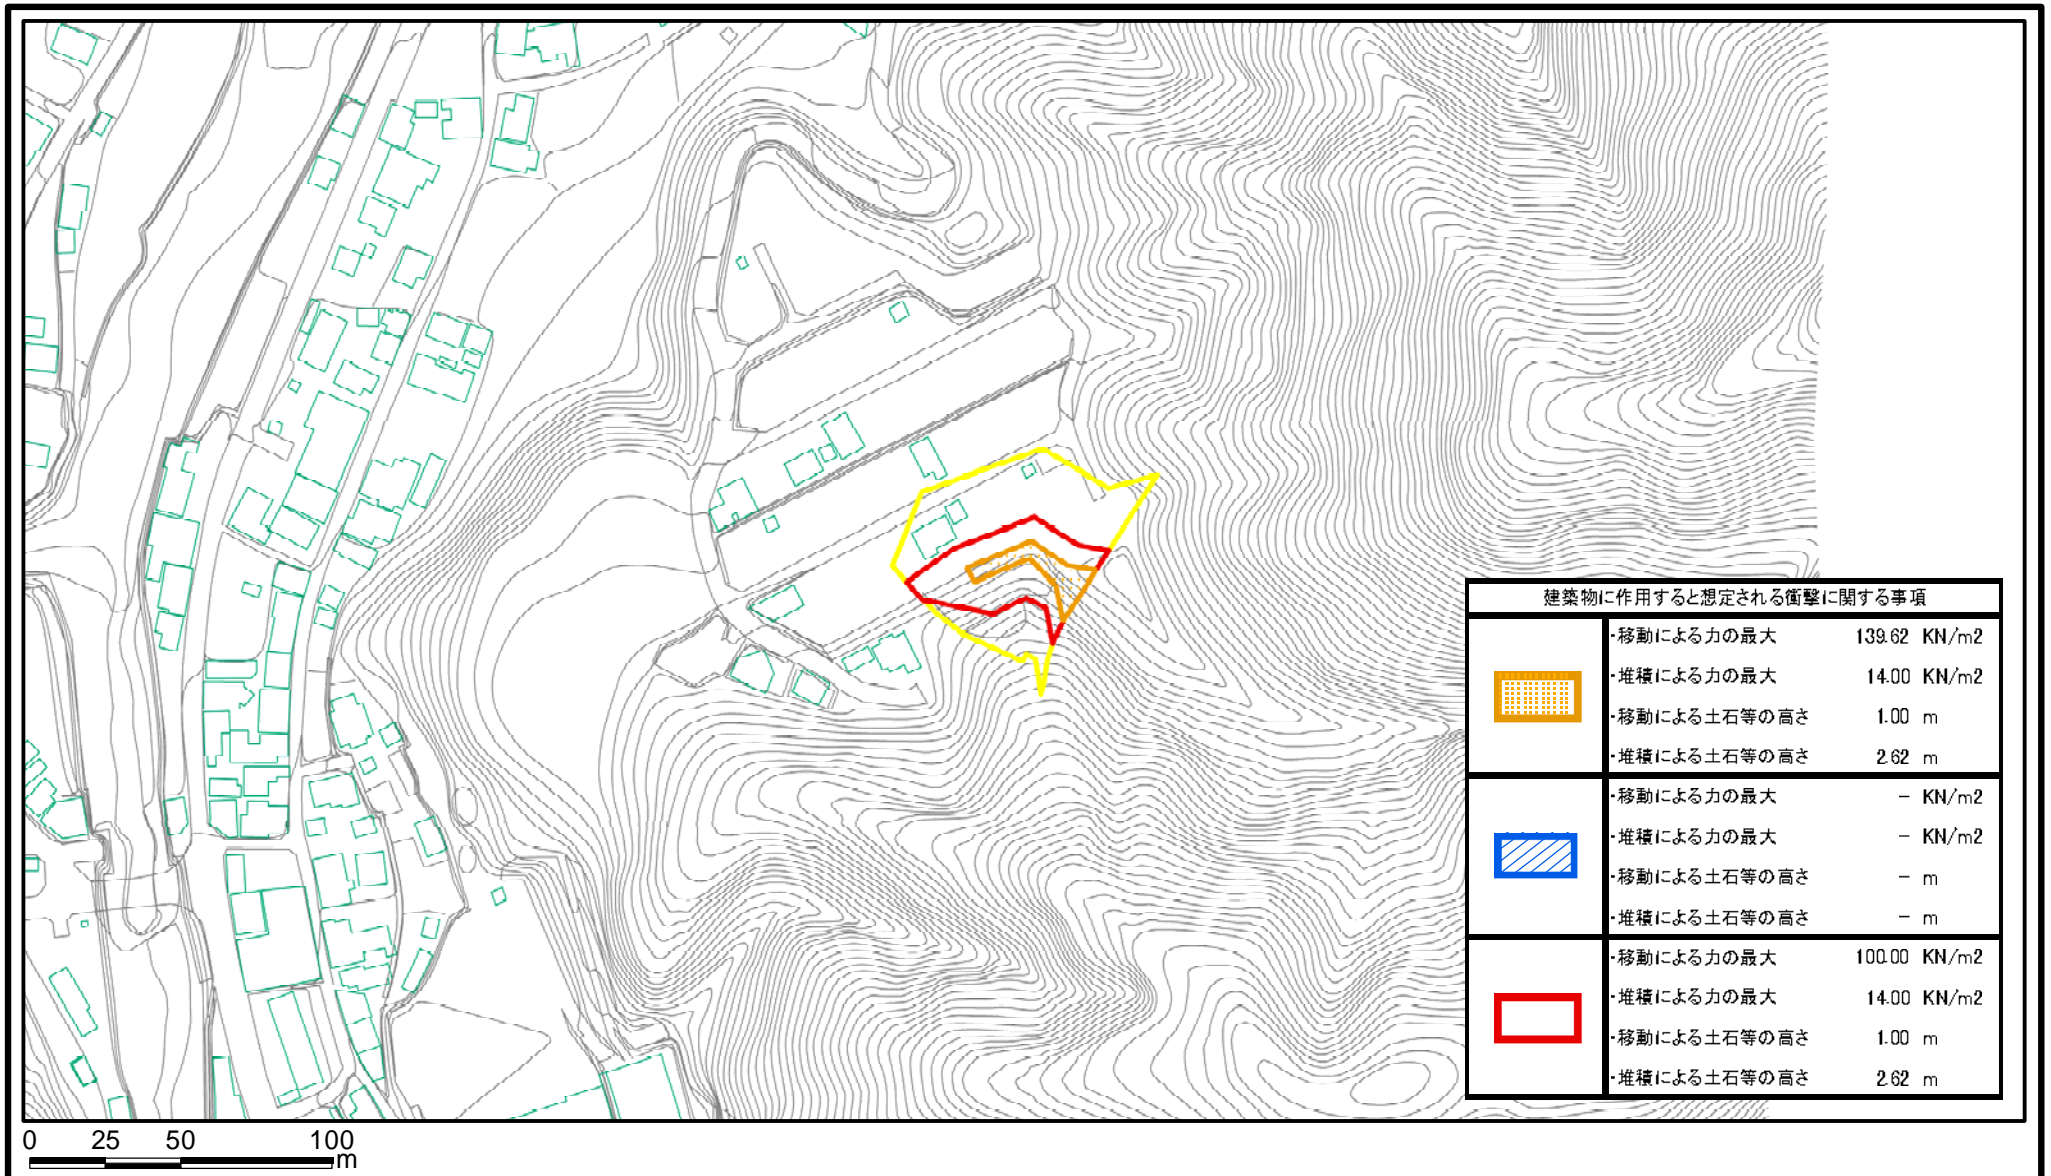 建築物に作用すると想定される衝撃に関する事項
・移動による力の最大 139.62 KN/m2
・堆積による力の最大 14.00 KN/m2
・移動による土石等の高さ 1.00 m
・堆積による土石等の高さ 2.62 m
・移動による力の最大 － KN/m2
・堆積による力の最大 － KN/m2
・移動による土石等の高さ － m
・堆積による土石等の高さ － m
・移動による力の最大 100.00 KN/m2
・堆積による力の最大 14.00 KN/m2
・移動による土石等の高さ 1.00 m
・堆積による土石等の高さ 2.62 m
0 25 50 100
m